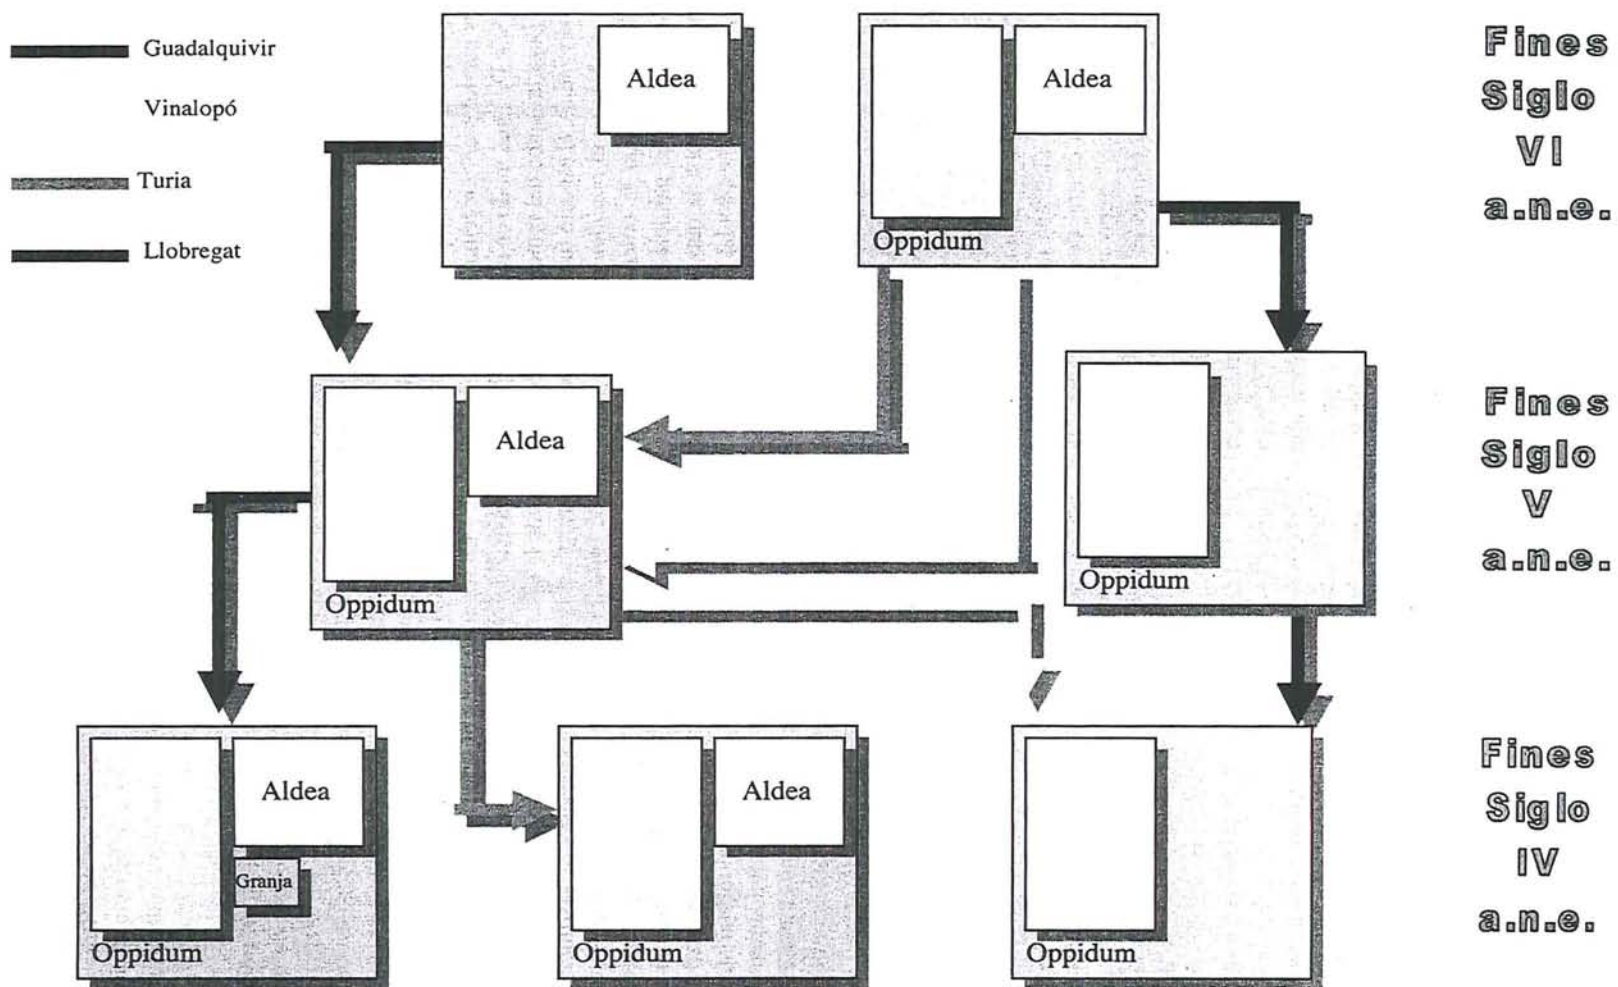 Guadalquivir
Vinalopó
Turia
Llobregat
Aldea
Aldea
Oppidum
Fines
Siglo
VI
a.n.e.
Aldea
Oppidum
Oppidum
Fines
Siglo
V
a.n.e.
Aldea
Granja
Oppidum
Aldea
Oppidum
Oppidum
Fines
Siglo
IV
a.n.e.